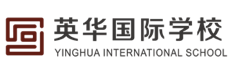 英华国际学校
YINGHUA INTERNATIONAL SCHOOL